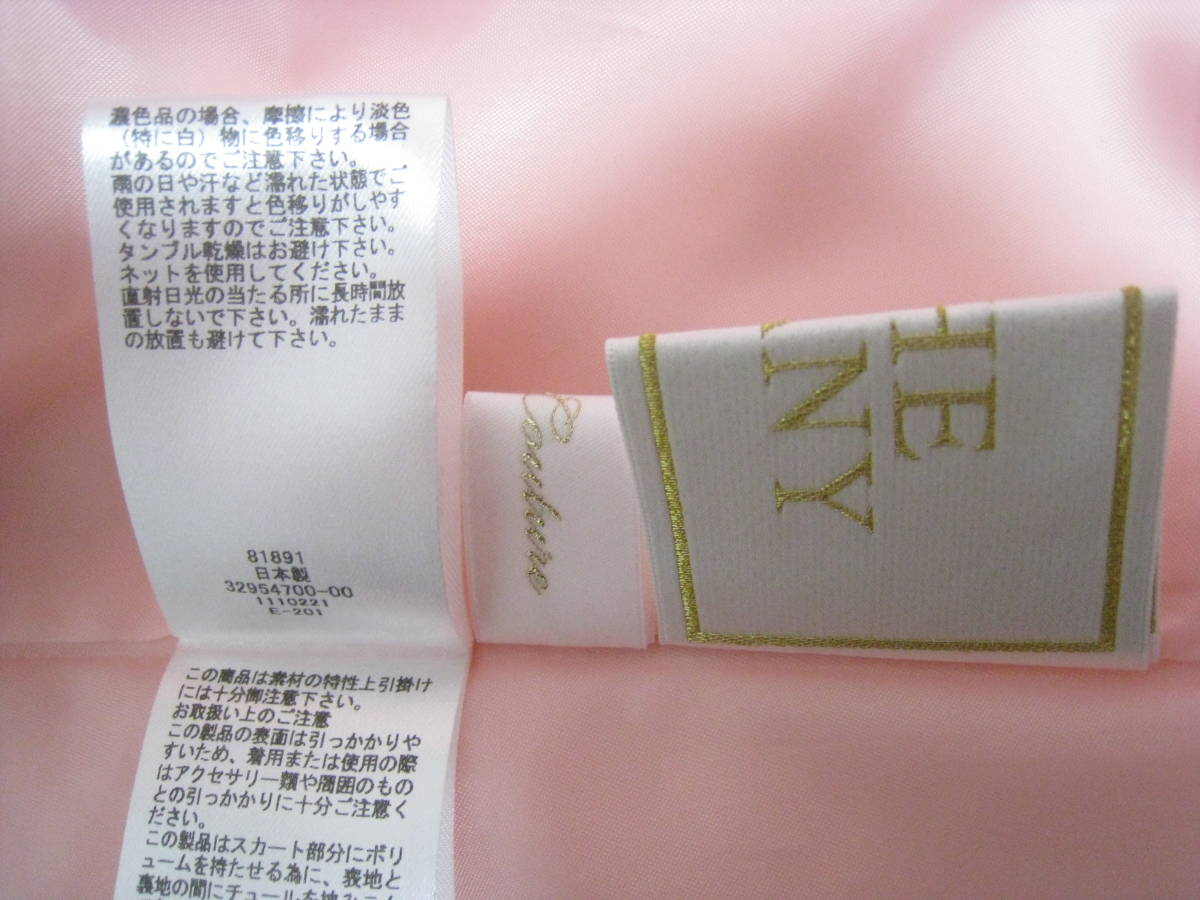 濃色品の場合、摩擦により淡色
（特に白）物に色移りする場合
があるのでご注意下さい。
雨の日や汗など濡れた状態でご
使用されますと色移りがしやす
くなりますのでご注意下さい。
タンブル乾燥はお避け下さい。
ネットを使用してください。
直射日光の当たる所に長時間放
置しないで下さい。濡れたまま
の放置も避けて下さい。
81891
日本製
32954700-00
1110221
E-201
この商品は素材の特性上引掛け
には十分御注意下さい。
お取扱い上のご注意
この製品の表面は引っかかりや
すいため、着用または使用の際
はアクセサリー類や周囲のもの
との引っかかりに十分ご注意く
ださい。
この製品はスカート部分にボリ
ュームを持たせる為に、表地と
裏地の間にチュールを挟みこん
Couture
HE
ANY